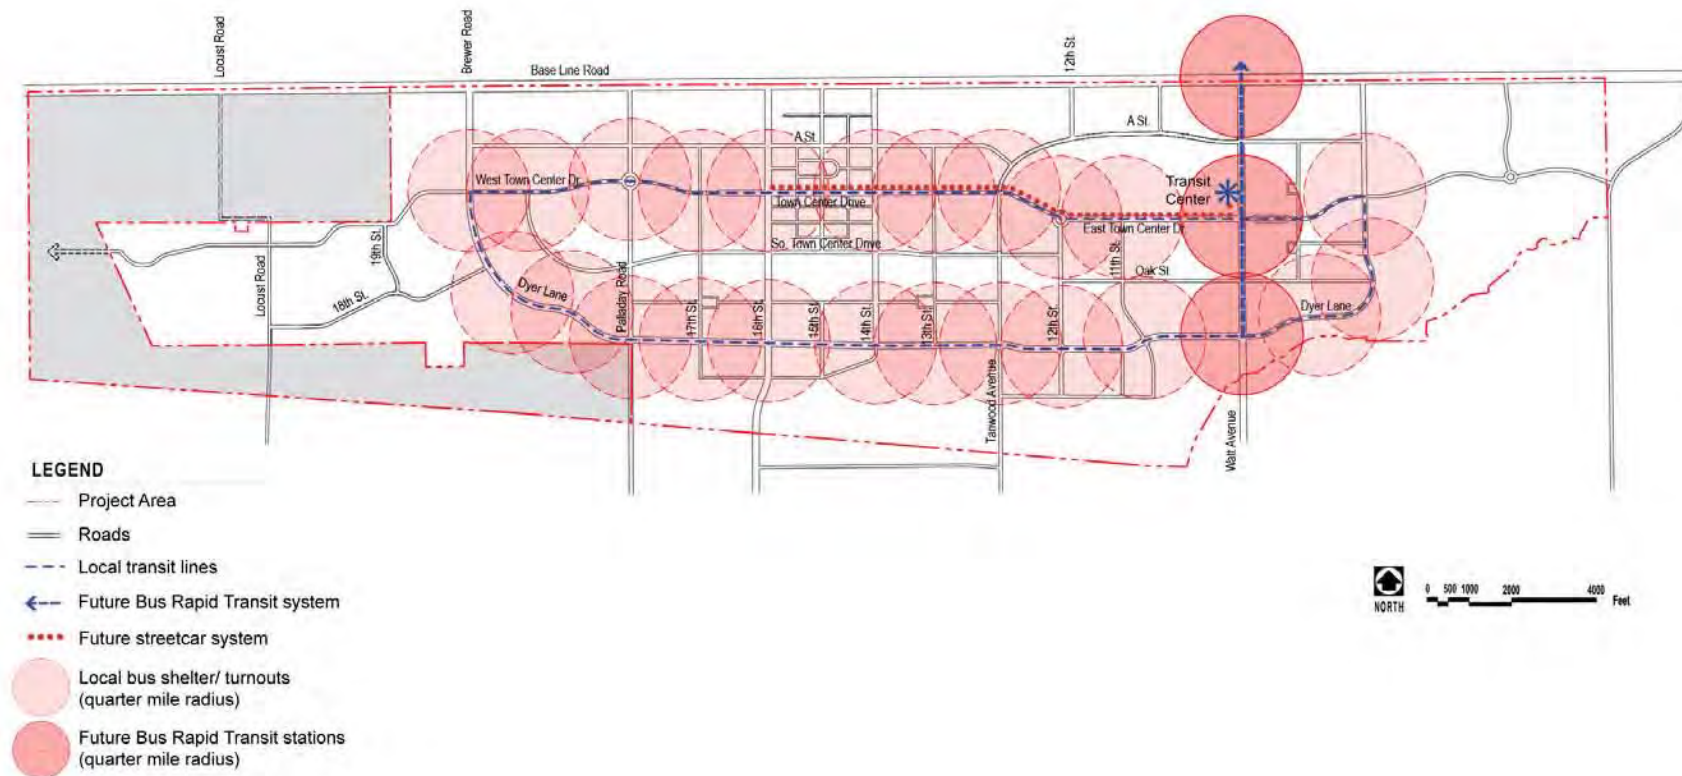 Locust Road
Brewer Road
Base Line Road
12th St.
A St.
A St.
West Town Center Dr.
Town Center Drive
Transit
Center
East Town Center Dr.
So. Town Center Drive
11th St.
Oak St
19th St.
18th St.
Locust Road
Dyer Lane
Palladay Road
17th St.
16th St.
15th St.
14th St.
13th St.
12th St.
Dyer Lane
Tanwood Avenue
Watt Avenue
LEGEND
Project Area
Roads
Local transit lines
Future Bus Rapid Transit system
Future streetcar system
Local bus shelter/ turnouts
(quarter mile radius)
Future Bus Rapid Transit stations
(quarter mile radius)
NORTH
0 500 1000 2000 4000 Feet